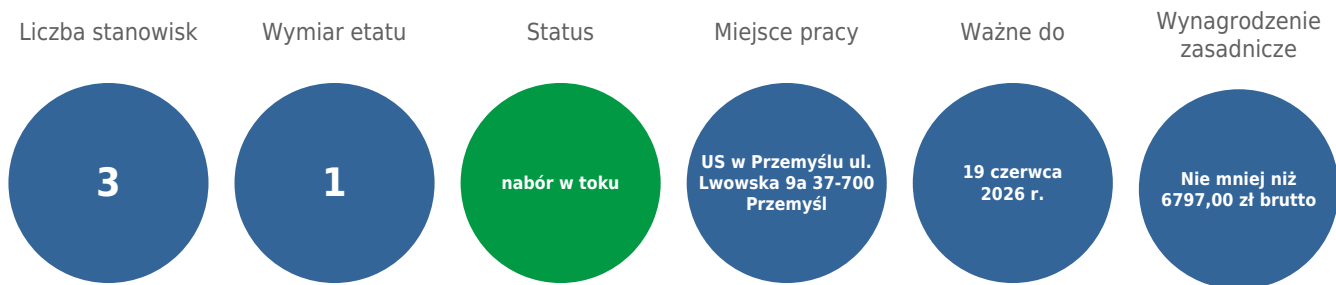 Liczba stanowisk
3
Wymiar etatu
1
Status
nabór w toku
Miejsce pracy
US w Przemyślu ul.
Lwowska 9a 37-700
Przemyśl
Ważne do
19 czerwca
2026 r.
Wynagrodzenie
zasadnicze
Nie mniej niż
6797,00 zł brutto